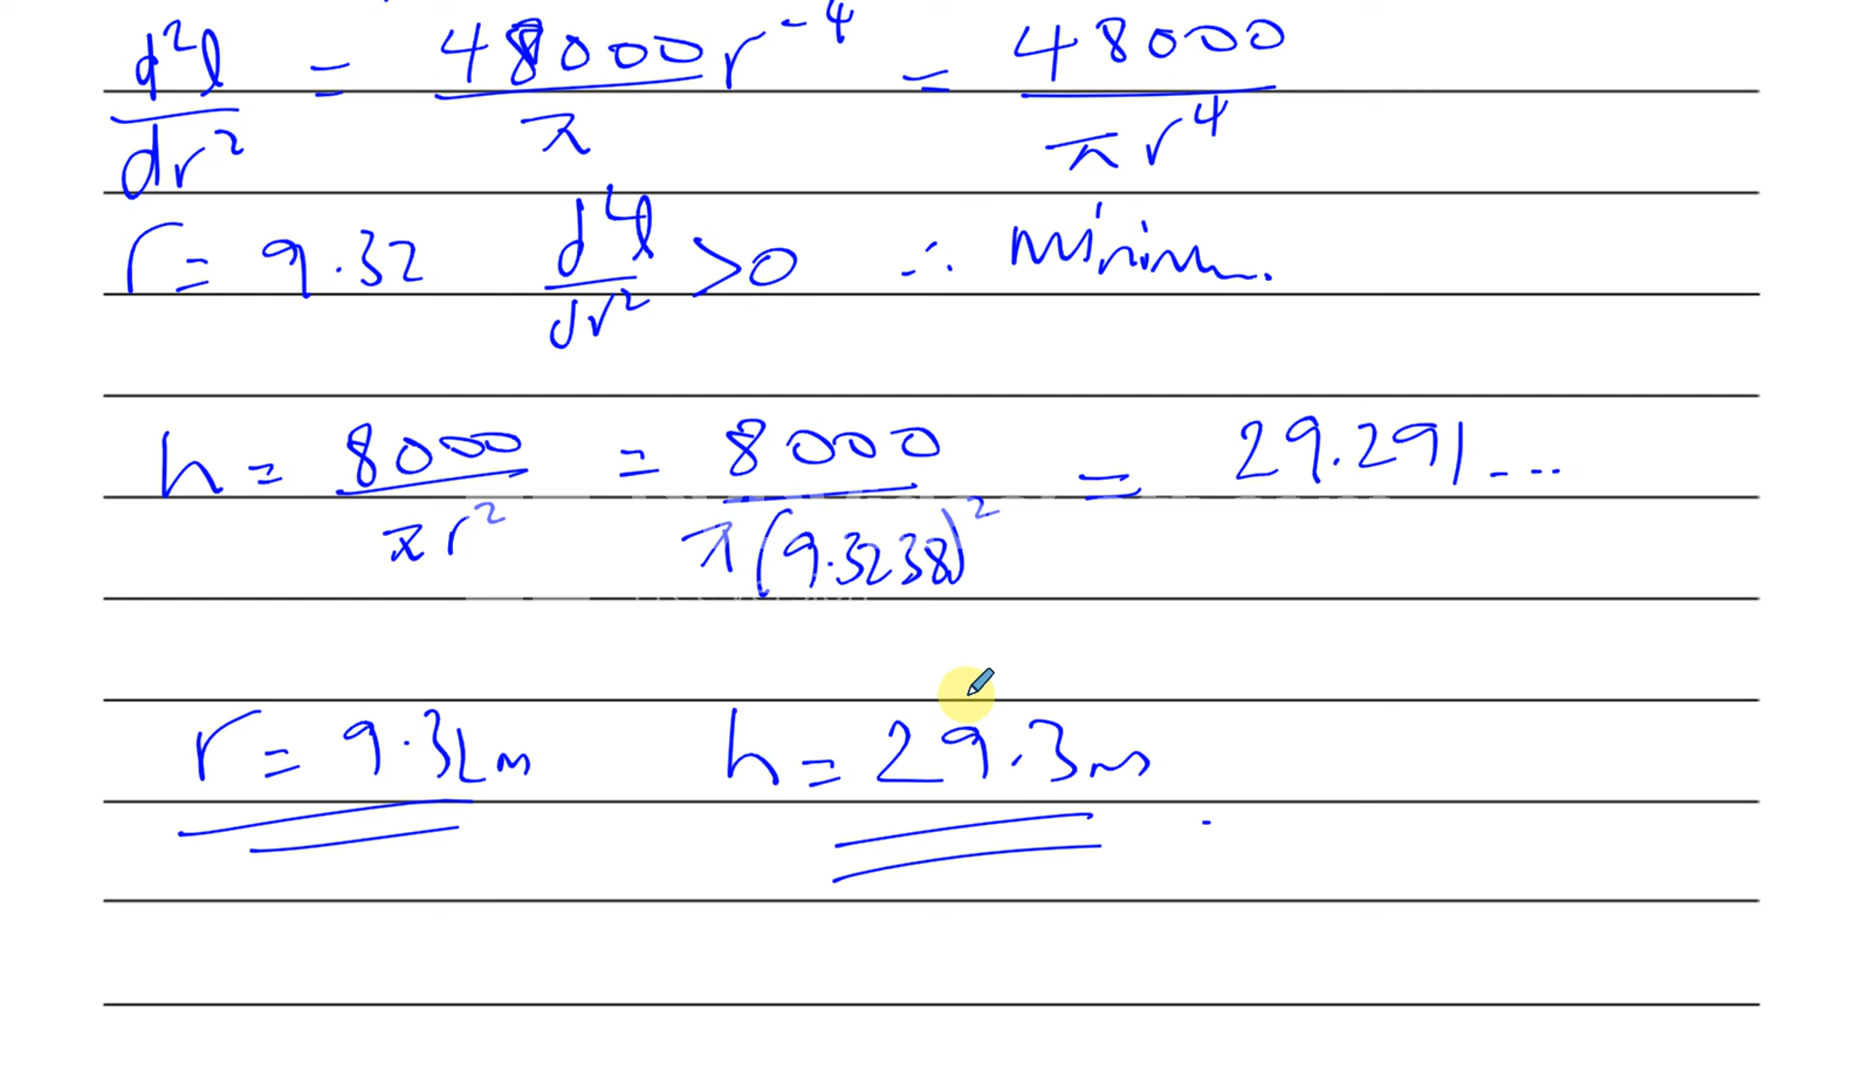 d²l/dr² = 48000/π r⁻⁴ = 48000/πr⁴
r = 9.32 d²l/dr² > 0 ∴ minimum.
h = 8000/πr² = 8000/π(9.3238)² = 29.291...
r = 9.32m h = 29.3m